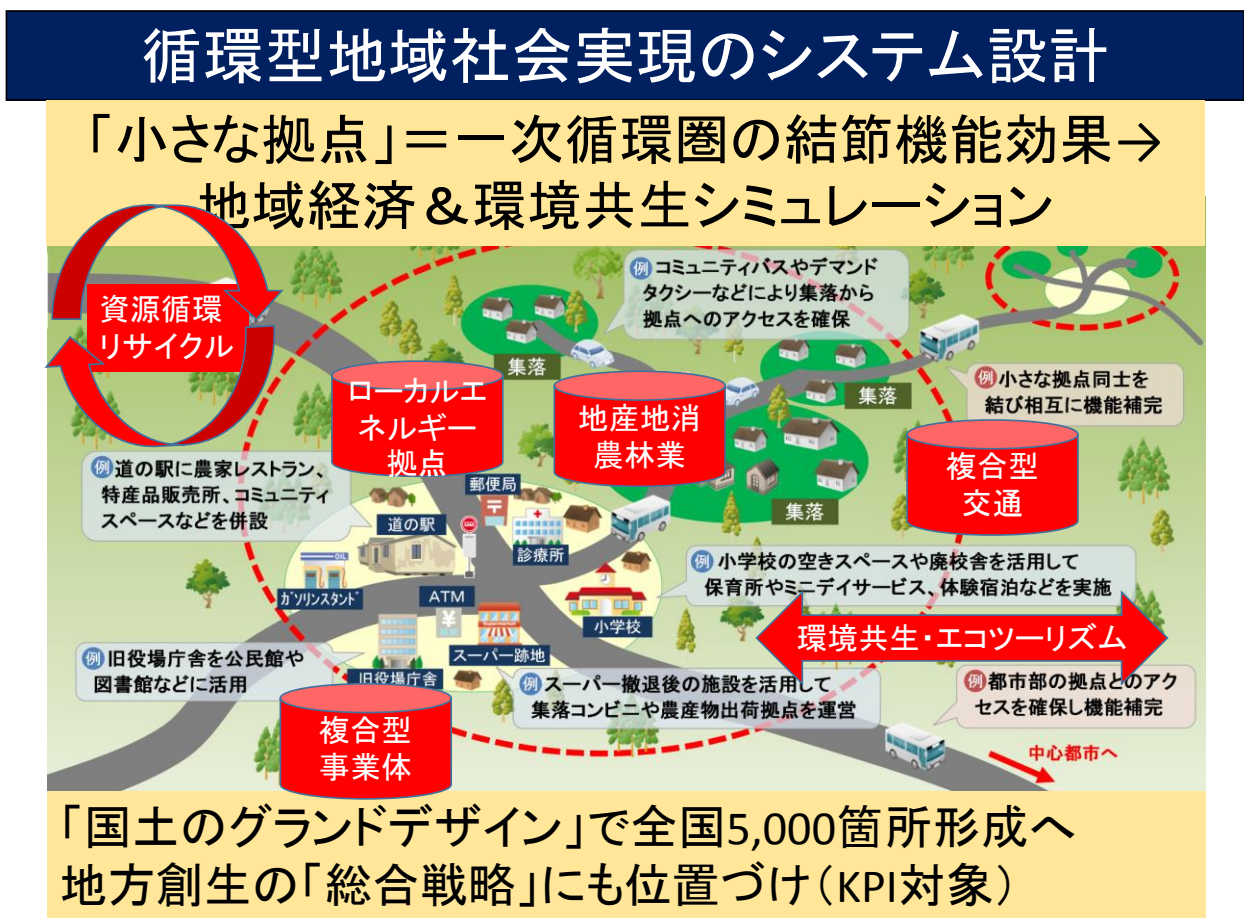 循環型地域社会実現のシステム設計
「小さな拠点」＝一次循環圏の結節機能効果→
地域経済＆環境共生シミュレーション
資源循環
リサイクル
例 コミュニティバスやデマンド
タクシーなどにより集落から
拠点へのアクセスを確保
集落
集落
集落
例 小さな拠点同士を
結び相互に機能補完
ローカルエ
ネルギー
拠点
地産地消
農林業
複合型
交通
例 道の駅に農家レストラン、
特産品販売所、コミュニティ
スペースなどを併設
郵便局
道の駅
診療所
OIL
ガソリンスタンド
ATM
小学校
例 小学校の空きスペースや廃校舎を活用して
保育所やミニデイサービス、体験宿泊などを実施
環境共生・エコツーリズム
スーパー跡地
旧役場庁舎
例 旧役場庁舎を公民館や
図書館などに活用
例 スーパー撤退後の施設を活用して
集落コンビニや農産物出荷拠点を運営
例 都市部の拠点とのアク
セスを確保し機能補完
複合型
事業体
中心都市へ
「国土のグランドデザイン」で全国5,000箇所形成へ
地方創生の「総合戦略」にも位置づけ（KPI対象）